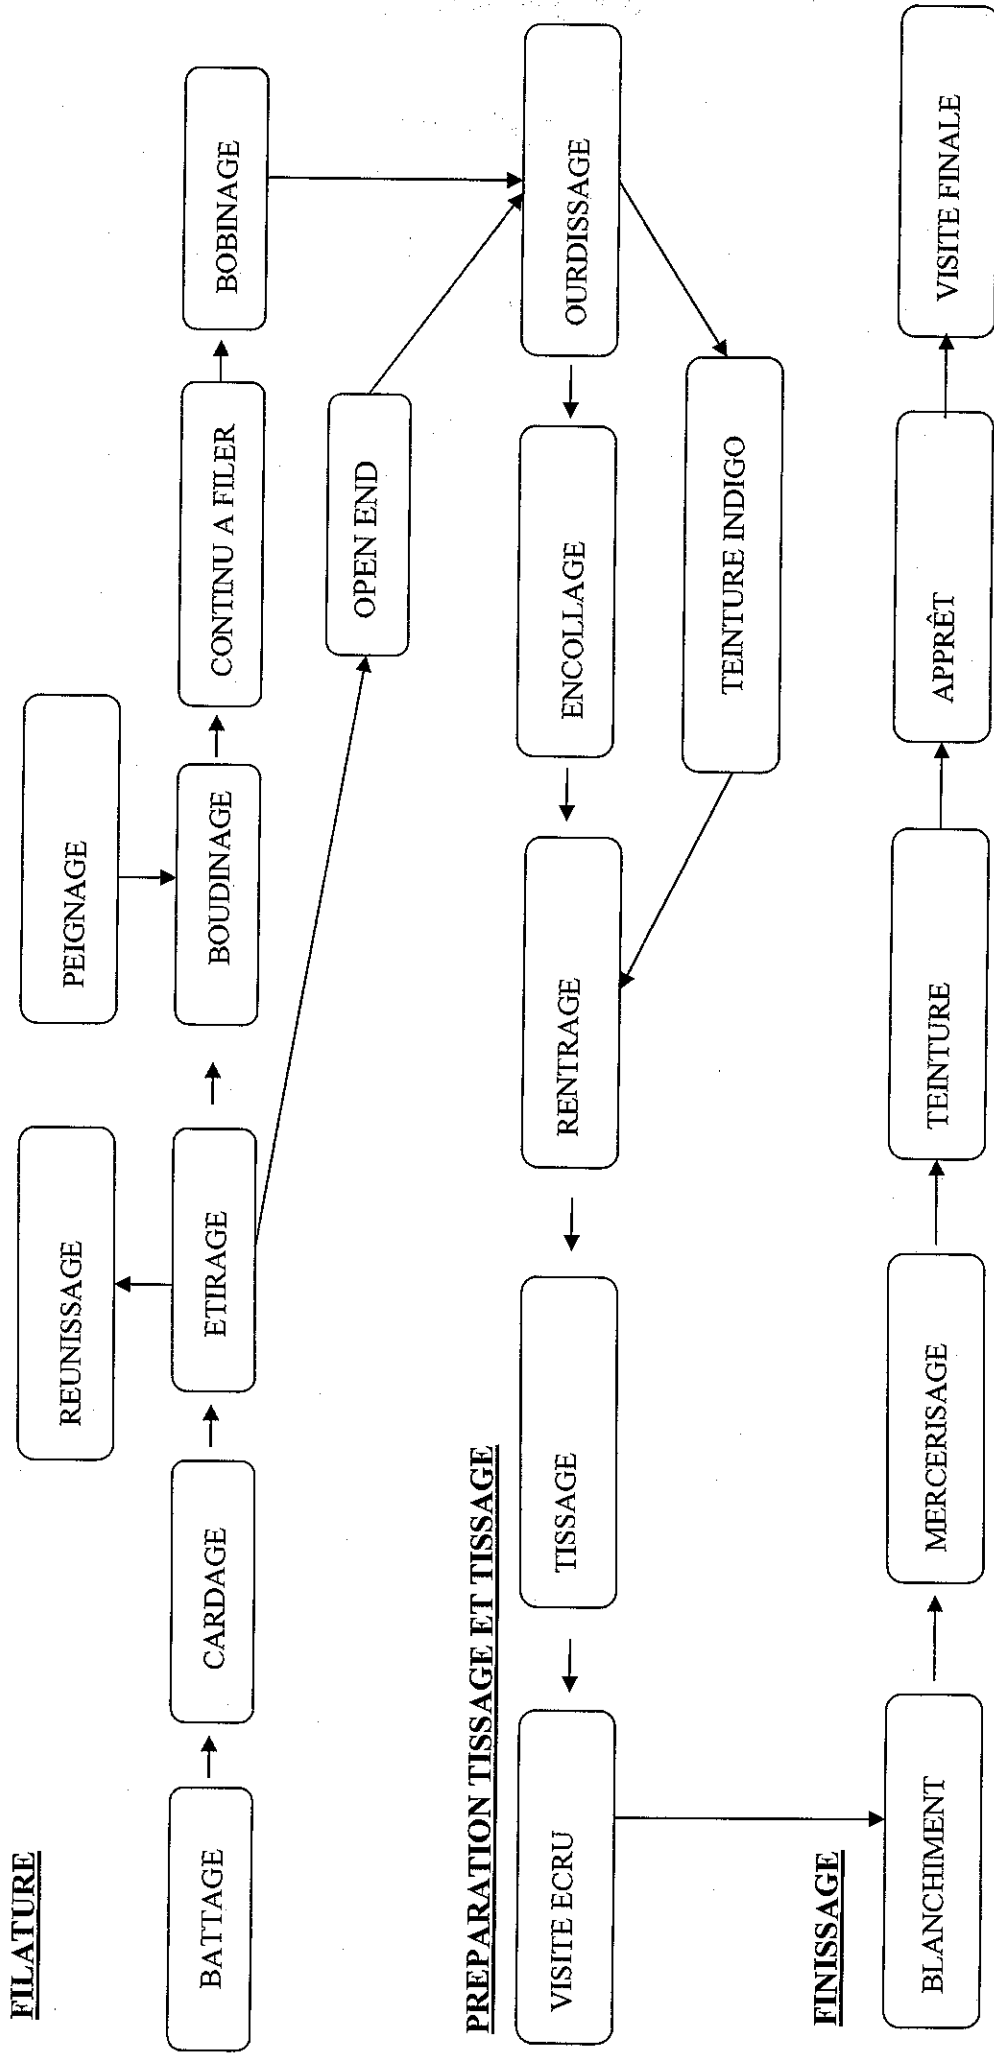 FILATURE
REUNISSAGE
PEIGNAGE
BATTAGE
CARDAGE
ETIRAGE
BOUDINAGE
CONTINU A FILER
BOBINAGE
OPEN END
PREPARATION TISSAGE ET TISSAGE
VISITE ECRU
TISSAGE
RENTRAGE
ENCOLLAGE
OURDISSAGE
TEINTURE INDIGO
FINISSAGE
BLANCHIMENT
MERCERISAGE
TEINTURE
APPRÊT
VISITE FINALE